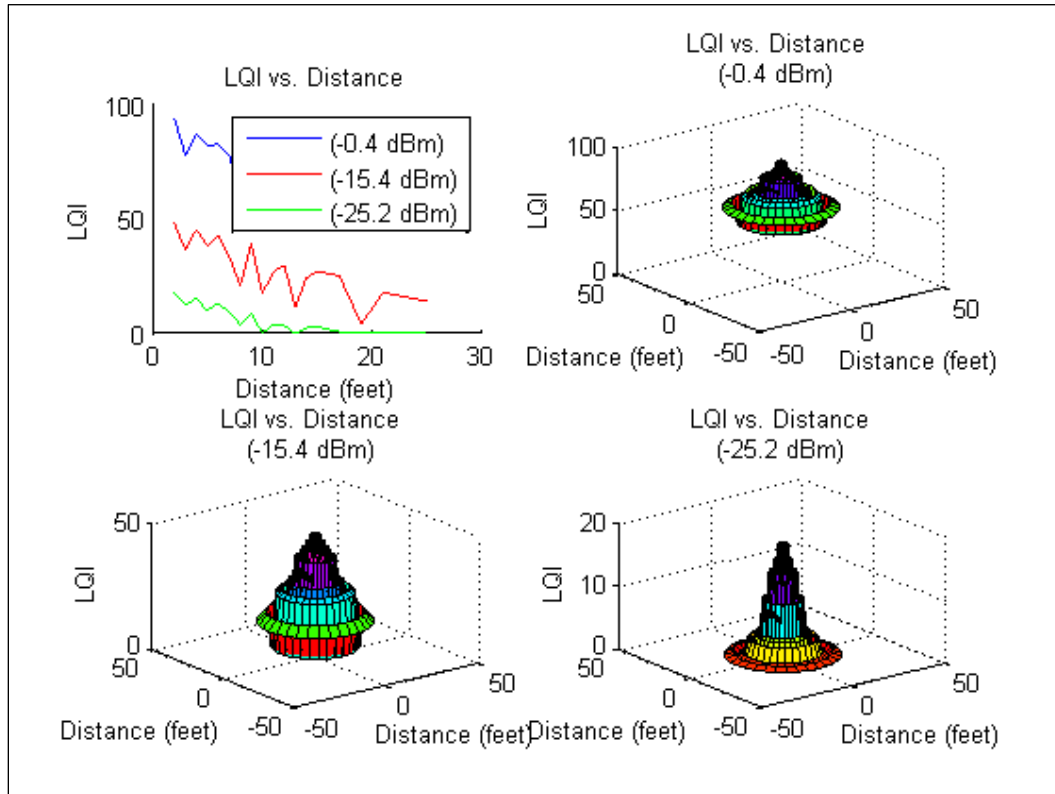 LQI vs. Distance
100
50
0
LQI
(-0.4 dBm)
(-15.4 dBm)
(-25.2 dBm)
0
10
20
30
Distance (feet)
LQI vs. Distance
(-0.4 dBm)
100
50
0
LQI
50
0
-50
Distance (feet)
-50
0
50
Distance (feet)
LQI vs. Distance
(-15.4 dBm)
50
0
LQI
50
0
-50
Distance (feet)
-50
0
50
Distance (feet)
LQI vs. Distance
(-25.2 dBm)
20
10
0
LQI
50
0
-50
Distance (feet)
-50
0
50
Distance (feet)